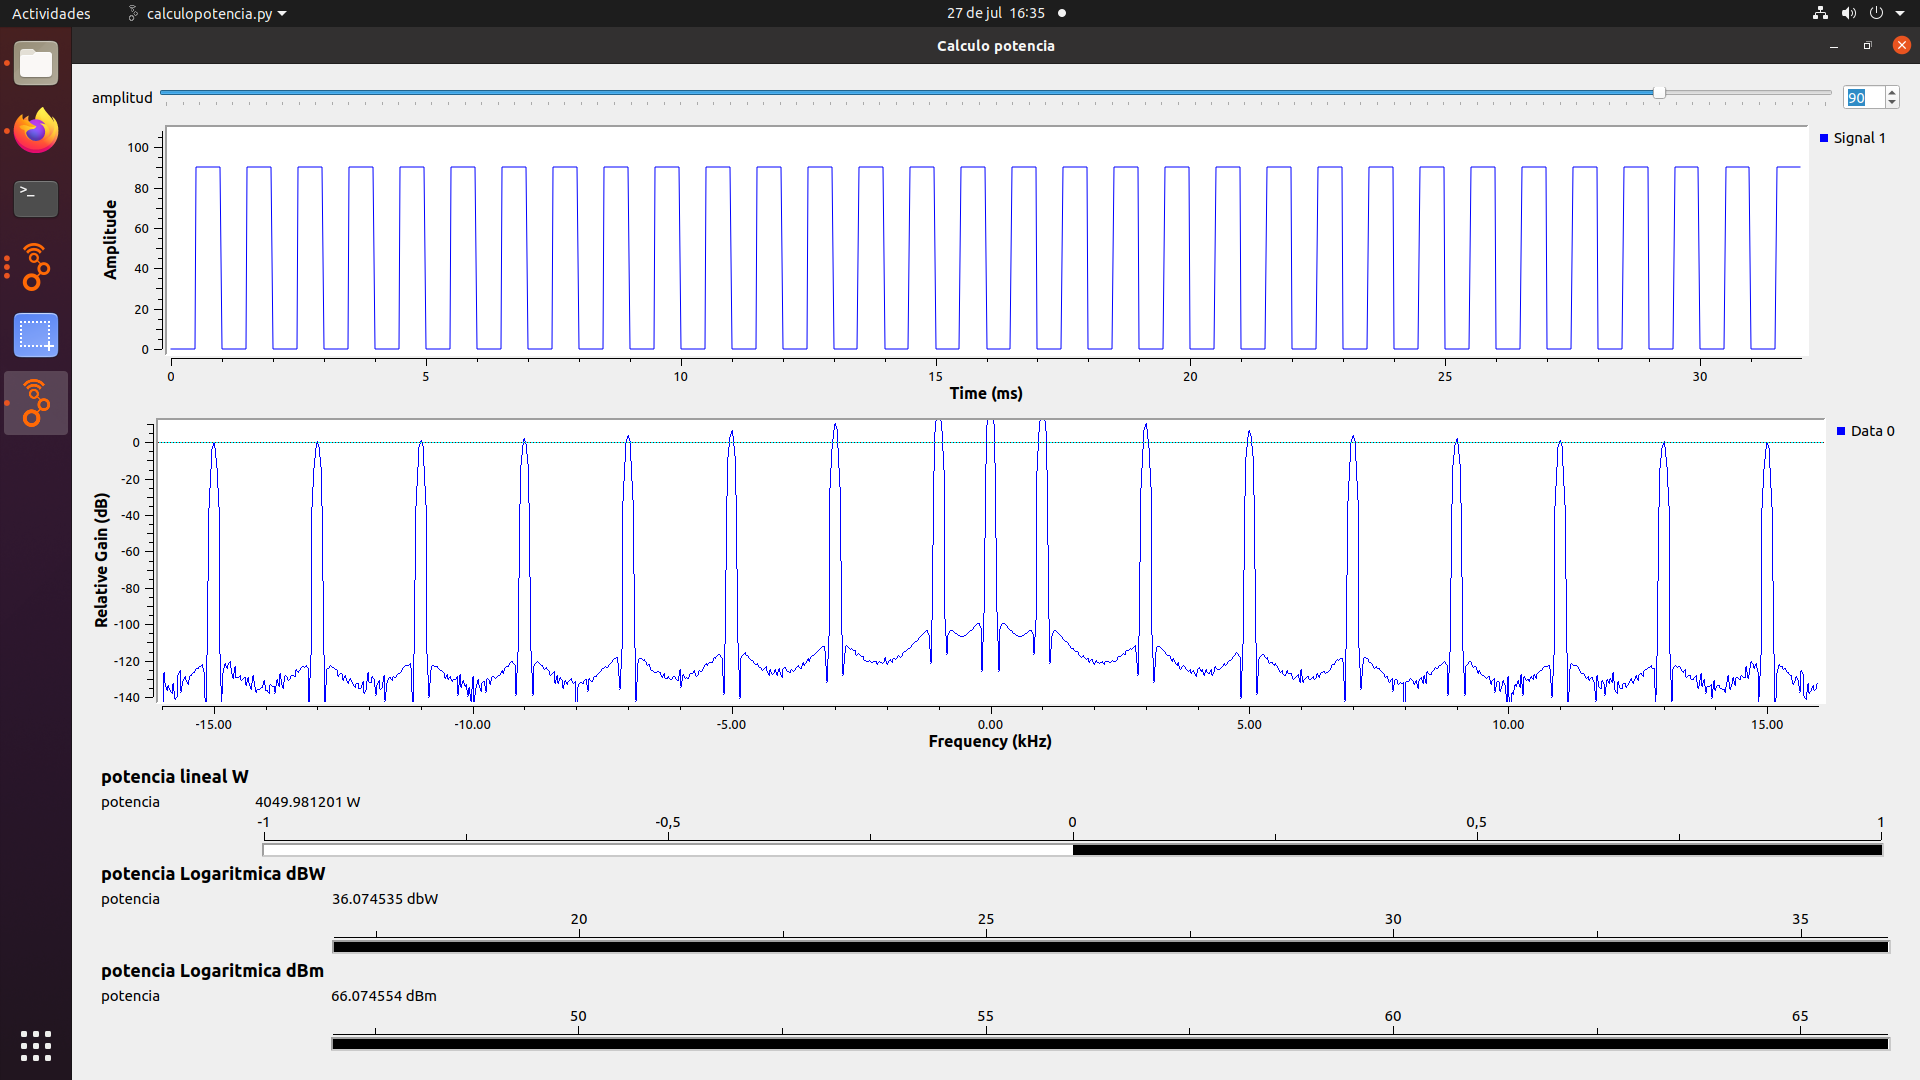 Actividades calculopotencia.py 27 de jul 16:35
Calculo potencia
amplitud 90
Signal 1
100
80
60
40
20
0
Amplitude
0 5 10 15 20 25 30
Time (ms)
Data 0
0
-20
-40
-60
-80
-100
-120
-140
Relative Gain (dB)
-15.00 -10.00 -5.00 0.00 5.00 10.00 15.00
Frequency (kHz)
potencia lineal W
potencia 4049.981201 W
-1 -0,5 0 0,5 1
potencia Logaritmica dBW
potencia 36.074535 dbW
20 25 30 35
potencia Logaritmica dBm
potencia 66.074554 dBm
50 55 60 65